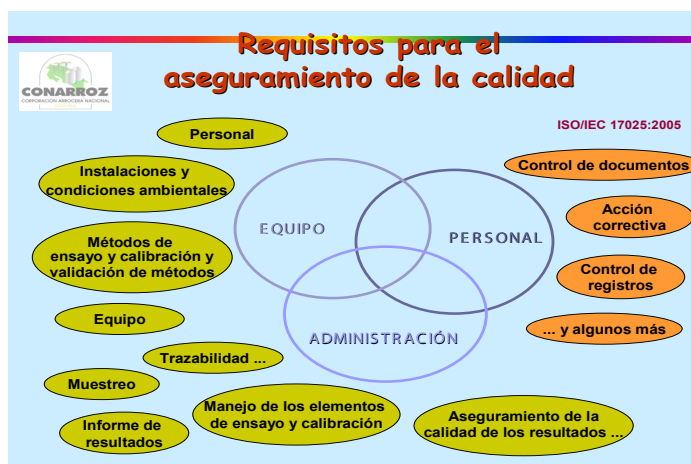 Requisitos para el
aseguramiento de la calidad
CONARROZ
CORPORACION ARROCERA NACIONAL
ISO/IEC 17025:2005
Personal
Instalaciones y
condiciones ambientales
Métodos de
ensayo y calibración y
validación de métodos
Equipo
Trazabilidad ...
Muestreo
Informe de
resultados
Manejo de los elementos
de ensayo y calibración
Aseguramiento de la
calidad de los resultados ...
EQUIPO
PERSONAL
ADMINISTRACIÓN
Control de documentos
Acción
correctiva
Control de
registros
... y algunos más